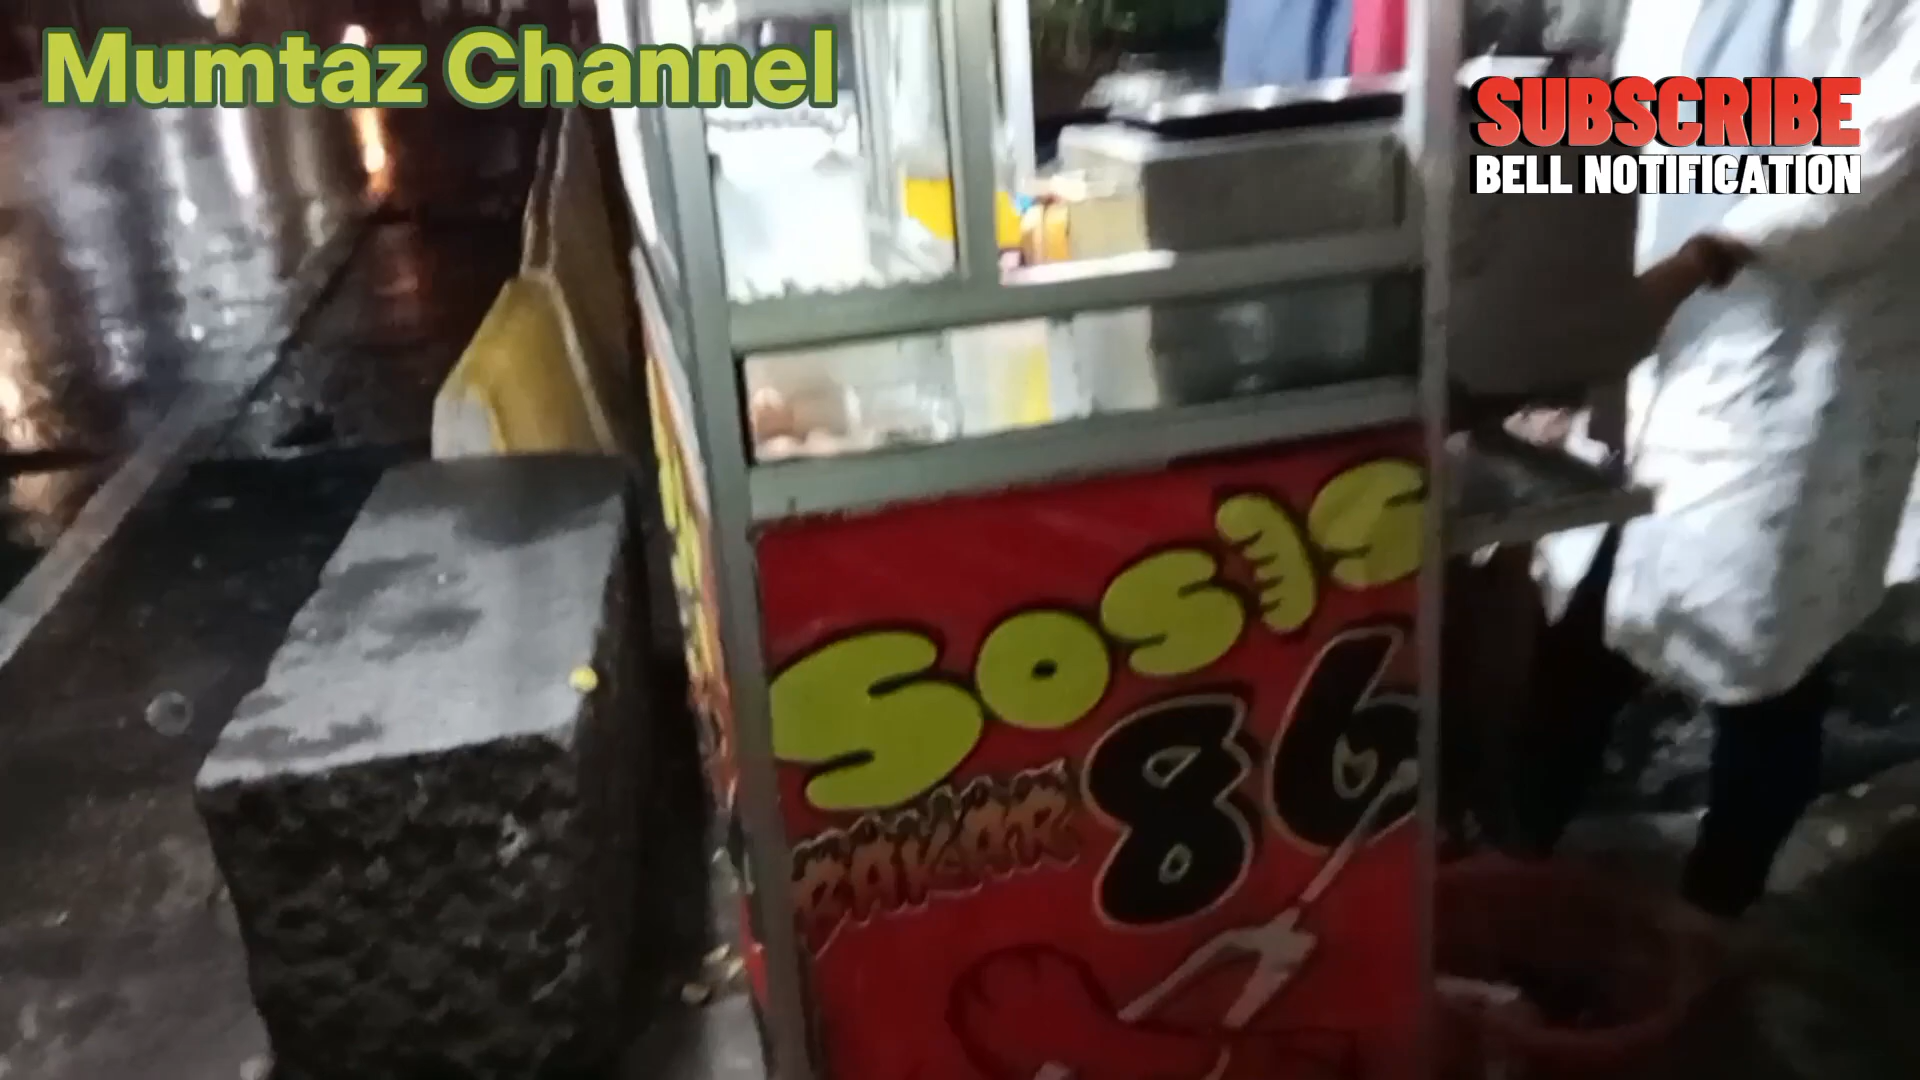 Mumtaz Channel
SUBSCRIBE
BELL NOTIFICATION
SOSIS
BAKAR 86